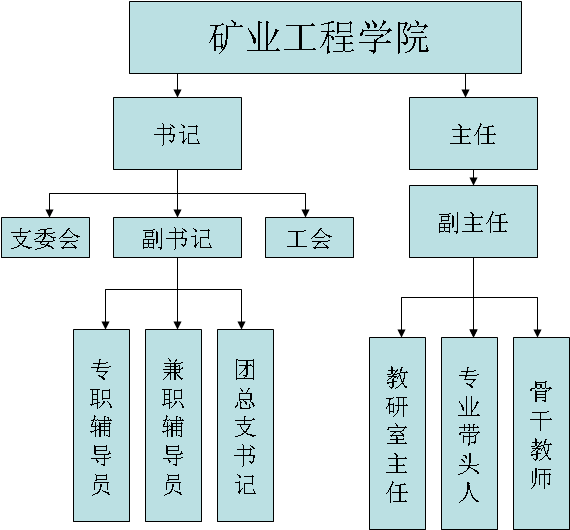 矿业工程学院
书记
主任
支委会
副书记
工会
副主任
专职辅导员
兼职辅导员
团总支书记
教研室主任
专业带头人
骨干教师